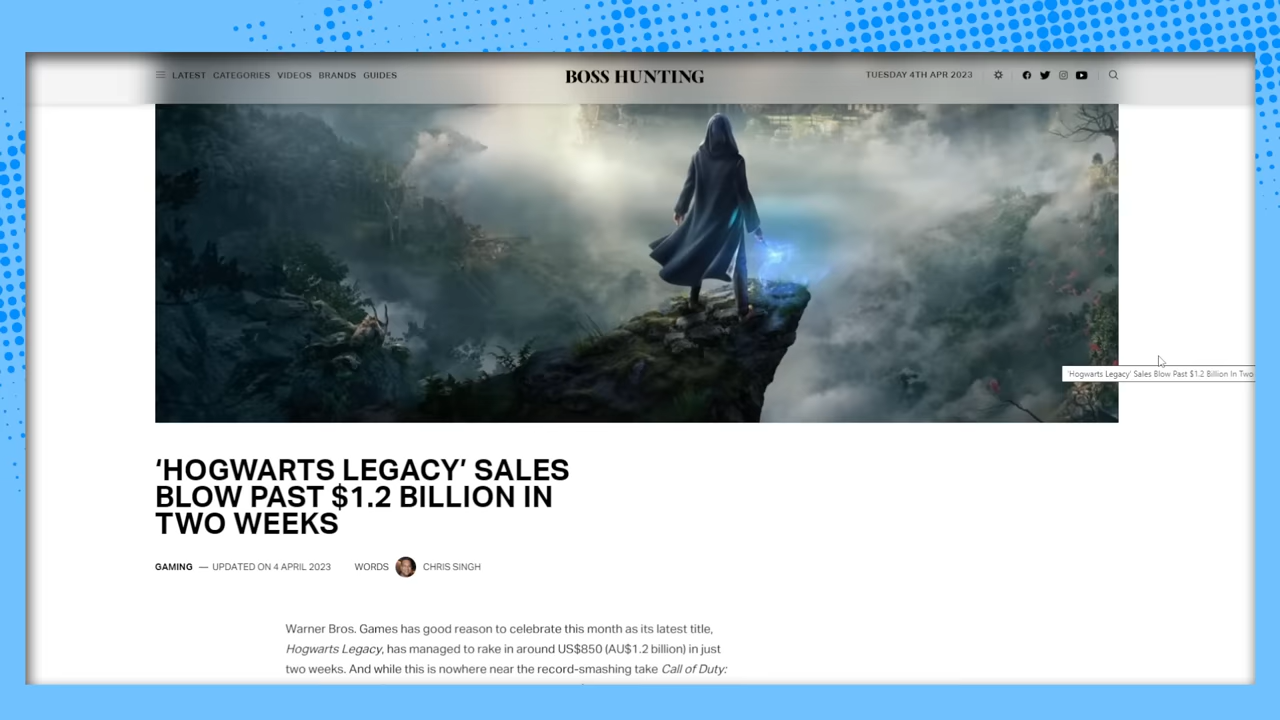 LATEST CATEGORIES VIDEOS BRANDS GUIDES
BOSS HUNTING
TUESDAY 4TH APR 2023
'Hogwarts Legacy' Sales Blow Past $1.2 Billion In Two
‘HOGWARTS LEGACY’ SALES
BLOW PAST $1.2 BILLION IN
TWO WEEKS
GAMING — UPDATED ON 4 APRIL 2023 WORDS CHRIS SINGH
Warner Bros. Games has good reason to celebrate this month as its latest title,
Hogwarts Legacy, has managed to rake in around US$850 (AU$1.2 billion) in just
two weeks. And while this is nowhere near the record-smashing take Call of Duty: